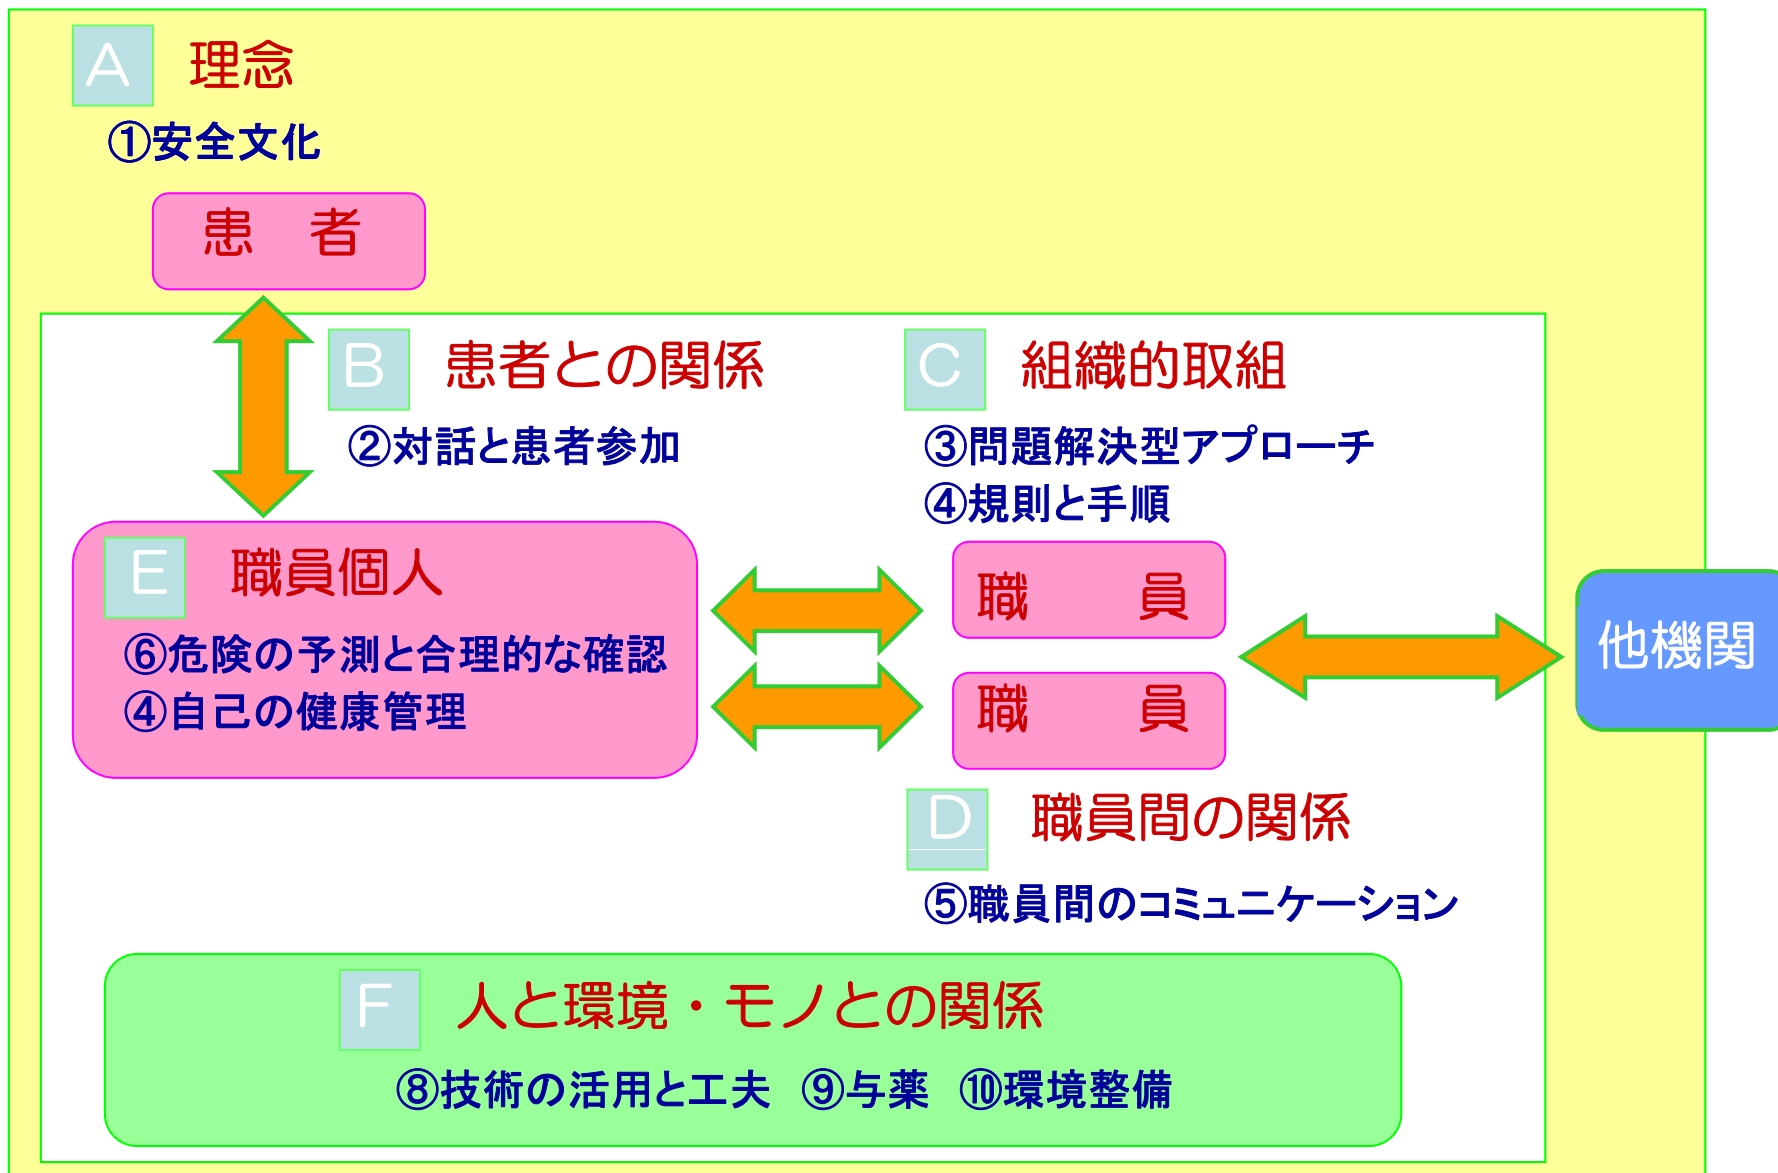 A 理念
①安全文化
患　者
B 患者との関係
②対話と患者参加
C 組織的取組
③問題解決型アプローチ
④規則と手順
E 職員個人
⑥危険の予測と合理的な確認
④自己の健康管理
職　員
職　員
他機関
D 職員間の関係
⑤職員間のコミュニケーション
F 人と環境・モノとの関係
⑧技術の活用と工夫　⑨与薬　⑩環境整備